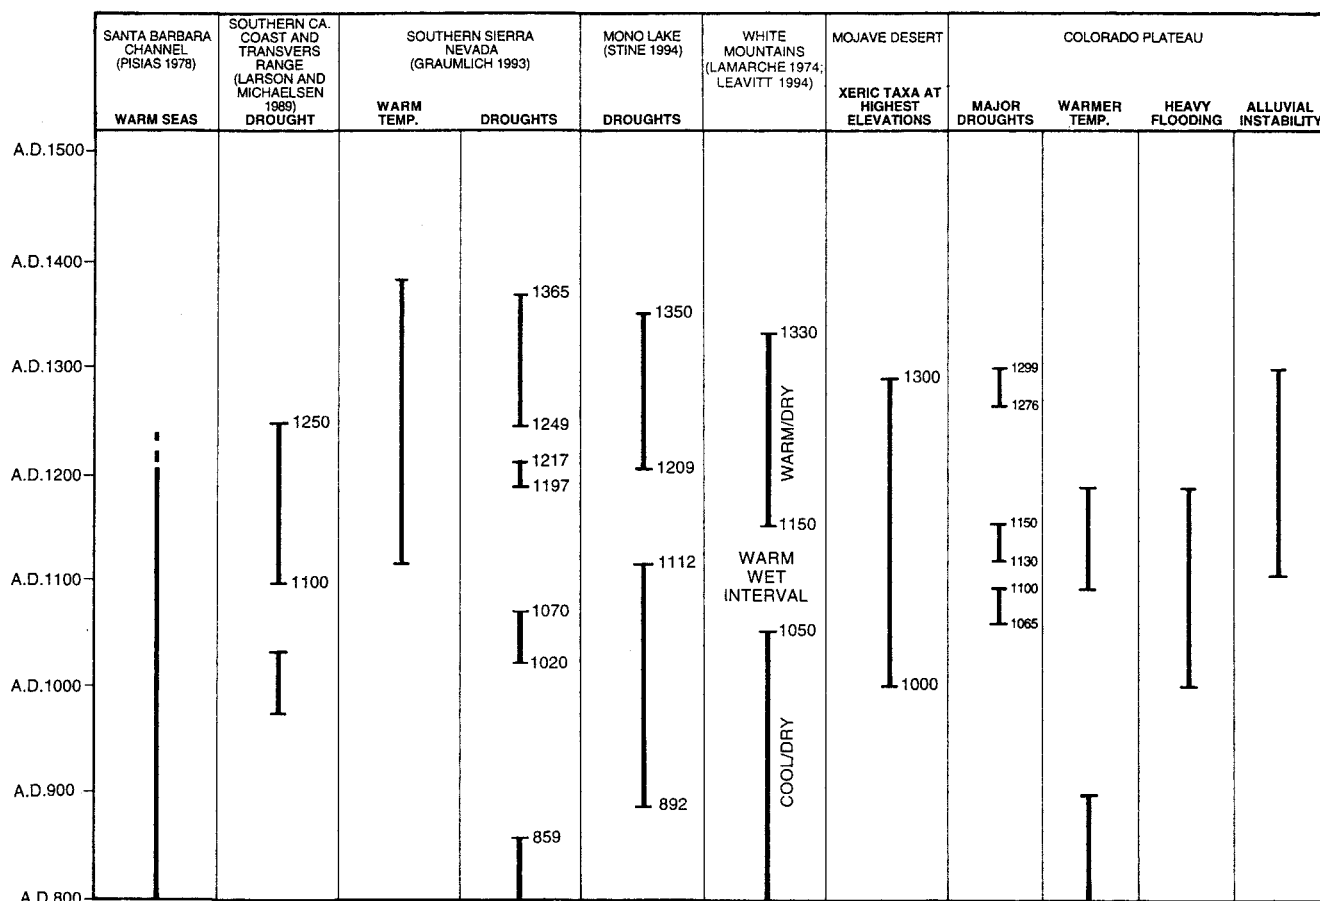 SANTA BARBARA
CHANNEL
(PISIAS 1978)
WARM SEAS
SOUTHERN CA.
COAST AND
TRANSVERS
RANGE
(LARSON AND
MICHAELSEN
1989)
DROUGHT
SOUTHERN SIERRA
NEVADA
(GRAUMLICH 1993)
WARM
TEMP.
DROUGHTS
MONO LAKE
(STINE 1994)
DROUGHTS
WHITE
MOUNTAINS
(LAMARCHE 1974;
LEAVITT 1994)
MOJAVE DESERT
XERIC TAXA AT
HIGHEST
ELEVATIONS
COLORADO PLATEAU
MAJOR
DROUGHTS
WARMER
TEMP.
HEAVY
FLOODING
ALLUVIAL
INSTABILITY
A.D.1500
A.D.1400
A.D.1300
A.D.1200
A.D.1100
A.D.1000
A.D.900
A.D.800
1250
1100
1365
1249
1217
1197
1070
1020
859
1350
1209
1112
892
1330
WARM/DRY
1150
WARM
WET
INTERVAL
1050
COOL/DRY
1300
1000
1299
1276
1150
1130
1100
1065